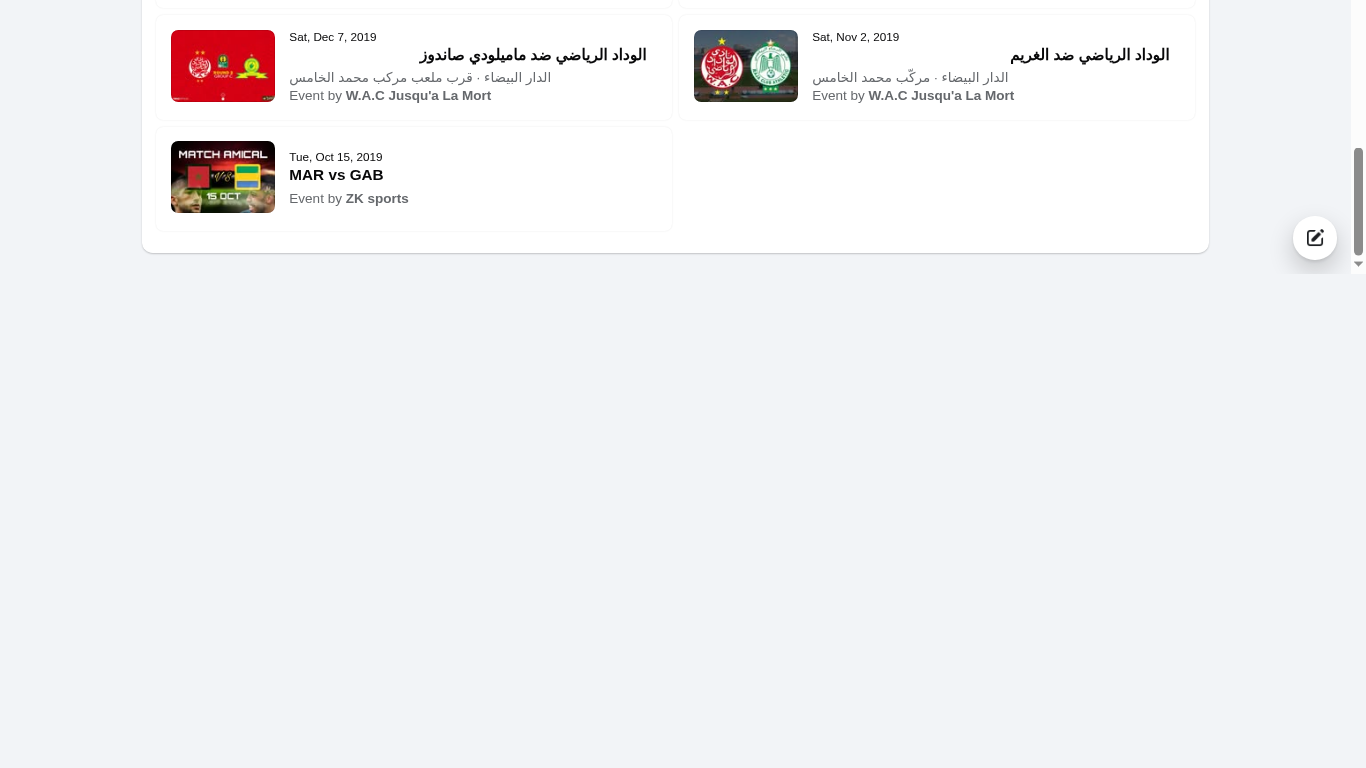 Sat, Dec 7, 2019
الوداد الرياضي ضد ماميلودي صاندوز
الدار البيضاء · قرب ملعب مركب محمد الخامس
Event by W.A.C Jusqu'a La Mort
Sat, Nov 2, 2019
الوداد الرياضي ضد الغريم
الدار البيضاء · مركّب محمد الخامس
Event by W.A.C Jusqu'a La Mort
MATCH AMICAL
15 OCT
Tue, Oct 15, 2019
MAR vs GAB
Event by ZK sports